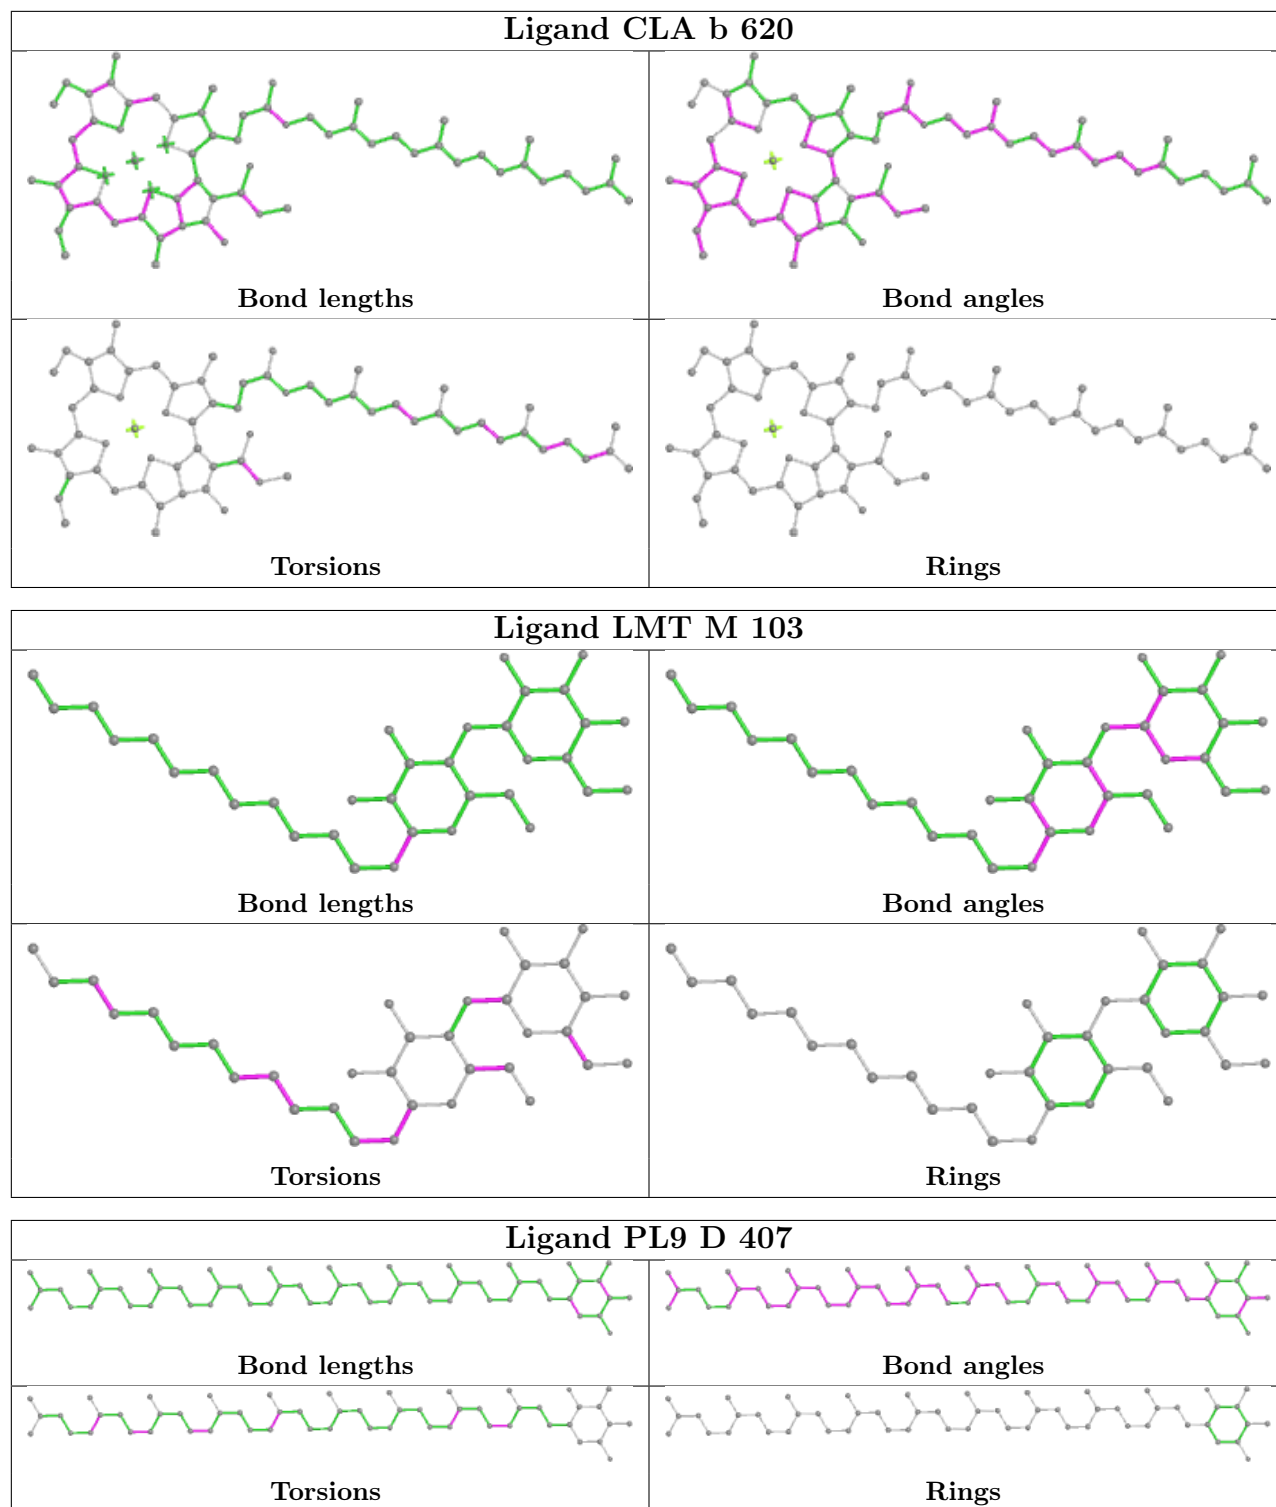 Ligand CLA b 620
Bond lengths
Bond angles
Torsions
Rings
Ligand LMT M 103
Bond lengths
Bond angles
Torsions
Rings
Ligand PL9 D 407
Bond lengths
Bond angles
Torsions
Rings